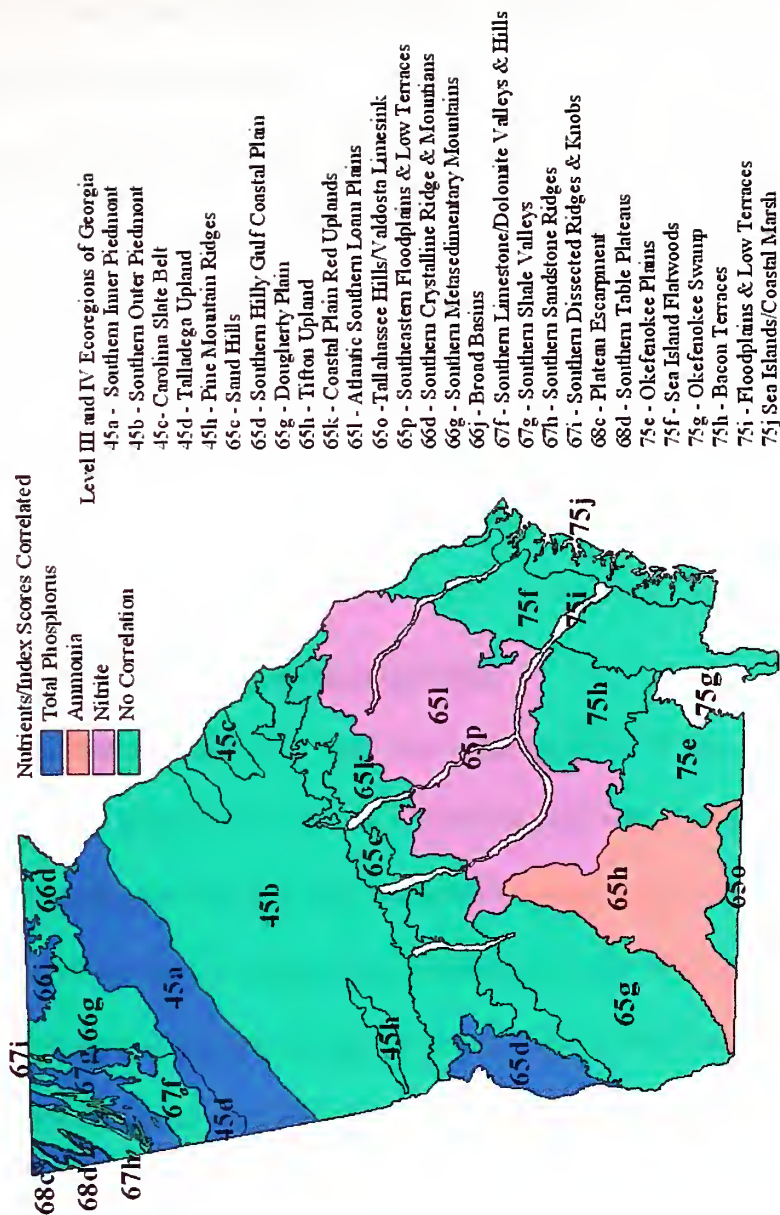 Nutrients/Index Scores Correlated
Total Phosphorus
Ammonia
Nitrite
No Correlation
Level III and IV Ecoregions of Georgia
45a - Southern Inner Piedmont
45b - Southern Outer Piedmont
45c - Carolina Slate Belt
45d - Talladega Upland
45h - Pine Mountain Ridges
65c - Sand Hills
65d - Southern Hilly Gulf Coastal Plain
65g - Dougherty Plain
65h - Tifton Upland
65k - Coastal Plain Red Uplands
65l - Atlantic Southern Loam Plains
65o - Tallahassee Hills/Valdosta Limesink
65p - Southeastern Floodplains & Low Terraces
66d - Southern Crystalline Ridge & Mountians
66g - Southern Metasedimentary Mountains
66j - Broad Basins
67f - Southern Limestone/Dolomite Valleys & Hills
67g - Southern Shale Valleys
67h - Southern Sandstone Ridges
67i - Southern Dissected Ridges & Knobs
68c - Plateau Escarpment
68d - Southern Table Plateaus
75e - Okefenokee Plains
75f - Sea Island Flatwoods
75g - Okefenokee Swamp
75h - Bacon Terraces
75i - Floodplains & Low Terraces
75j Sea Islands/Coastal Marsh
67i
68c
66j
66d
68d
67g
66g
67h
67f
45a
45d
45c
45b
65k
65c
45h
65d
65l
65p
75f
75j
75i
65g
65h
75h
75e
75g
65o